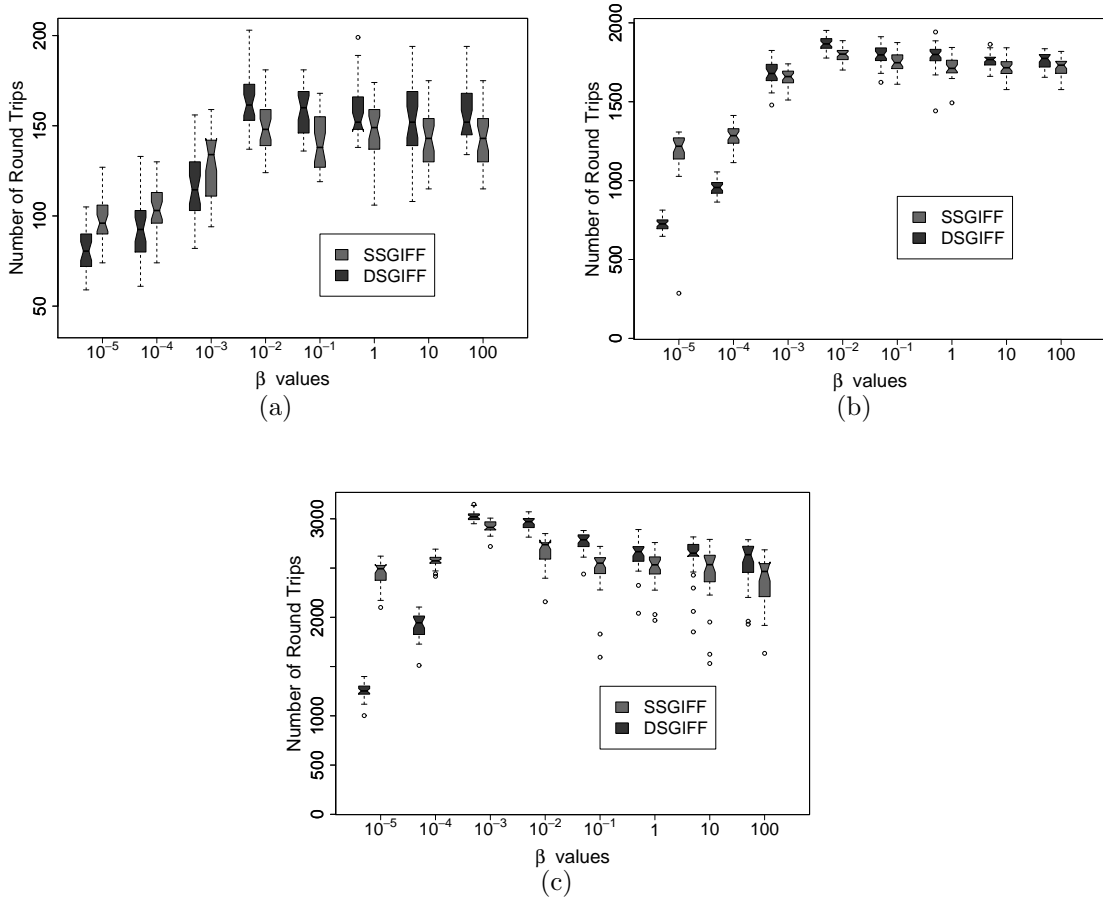 200
150
100
50
Number of Round Trips
SSGIFF
DSGIFF
10⁻⁵ 10⁻⁴ 10⁻³ 10⁻² 10⁻¹ 1 10 100
β values
(a)
2000
1500
1000
500
0
Number of Round Trips
SSGIFF
DSGIFF
10⁻⁵ 10⁻⁴ 10⁻³ 10⁻² 10⁻¹ 1 10 100
β values
(b)
3000
2000
1000
500
0
Number of Round Trips
SSGIFF
DSGIFF
10⁻⁵ 10⁻⁴ 10⁻³ 10⁻² 10⁻¹ 1 10 100
β values
(c)